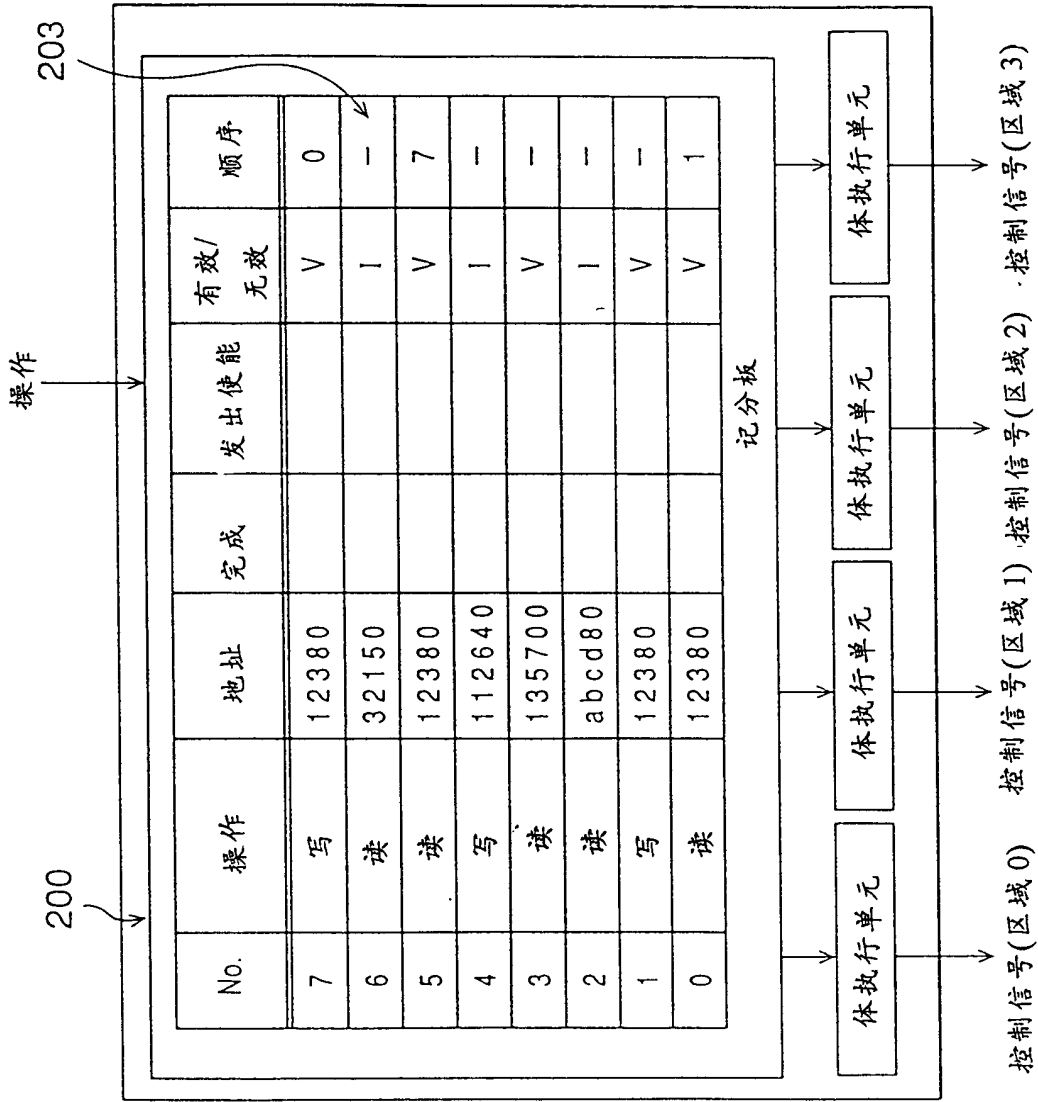 操作
200
203
No. 操作 地址 完成 发出使能 有效/无效 顺序
7 写 12380 V 0
6 读 32150 I –
5 读 12380 V 7
4 写 112640 I –
3 读 135700 V –
2 读 abcd80 I –
1 写 12380 V –
0 读 12380 V 1
记分板
体执行单元 体执行单元 体执行单元 体执行单元
控制信号(区域0) 控制信号(区域1) 控制信号(区域2) 控制信号(区域3)